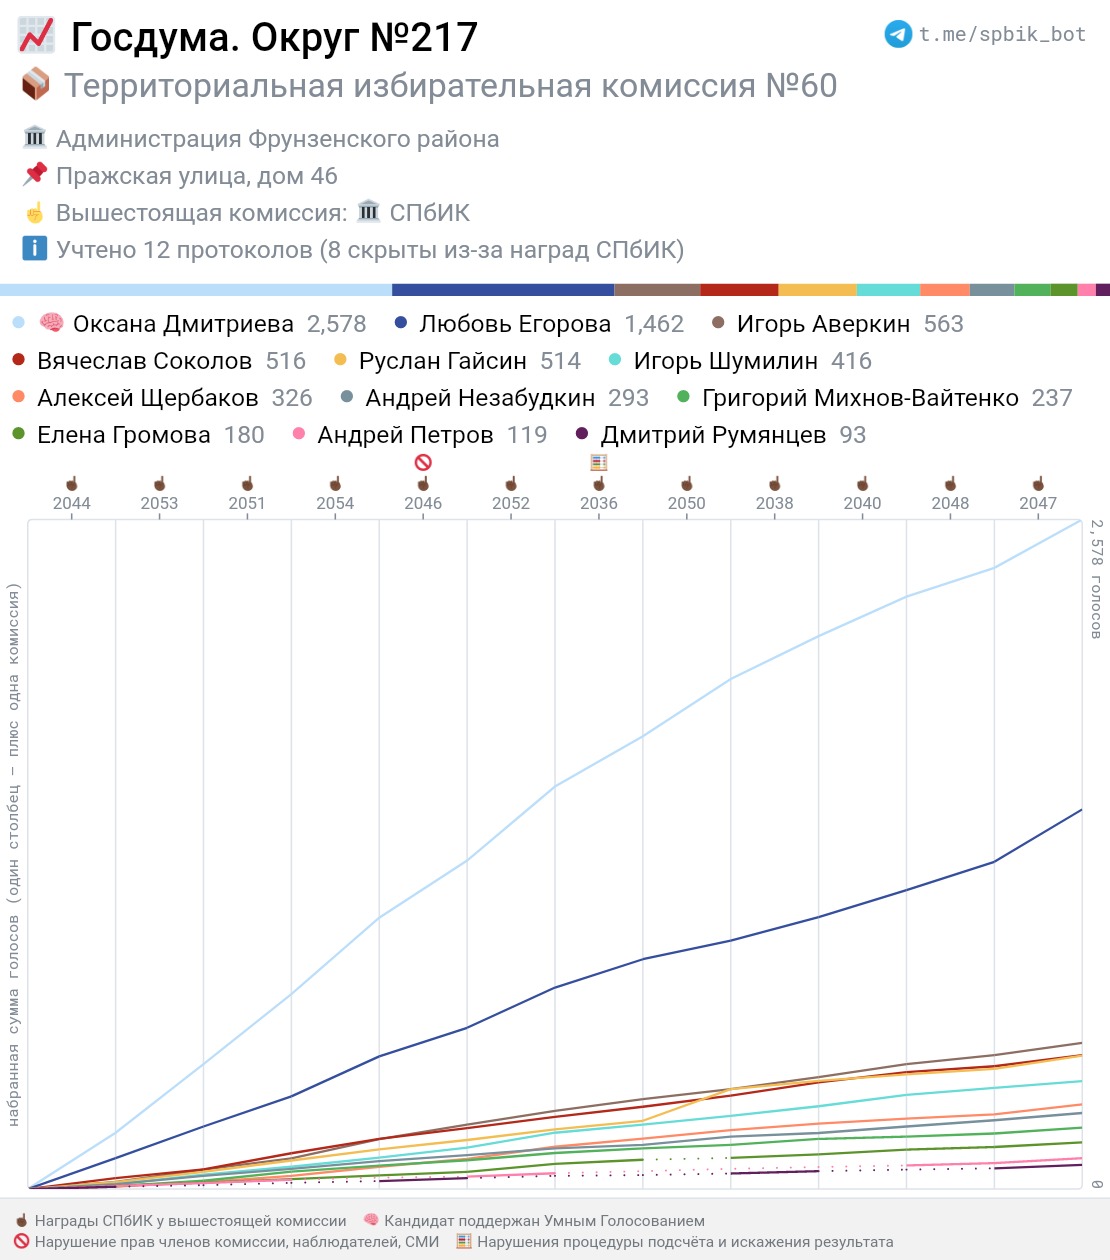 Госдума. Округ №217
t.me/spbik_bot
Территориальная избирательная комиссия №60
Администрация Фрунзенского района
Пражская улица, дом 46
Вышестоящая комиссия: СПбИК
Учтено 12 протоколов (8 скрыты из-за наград СПбИК)
Оксана Дмитриева 2,578 Любовь Егорова 1,462 Игорь Аверкин 563
Вячеслав Соколов 516 Руслан Гайсин 514 Игорь Шумилин 416
Алексей Щербаков 326 Андрей Незабудкин 293 Григорий Михнов-Вайтенко 237
Елена Громова 180 Андрей Петров 119 Дмитрий Румянцев 93
2044 2053 2051 2054 2046 2052 2036 2050 2038 2040 2048 2047
набранная сумма голосов (один столбец — плюс одна комиссия)
2,578 голосов
0
Награды СПбИК у вышестоящей комиссии Кандидат поддержан Умным Голосованием
Нарушение прав членов комиссии, наблюдателей, СМИ Нарушения процедуры подсчёта и искажения результата